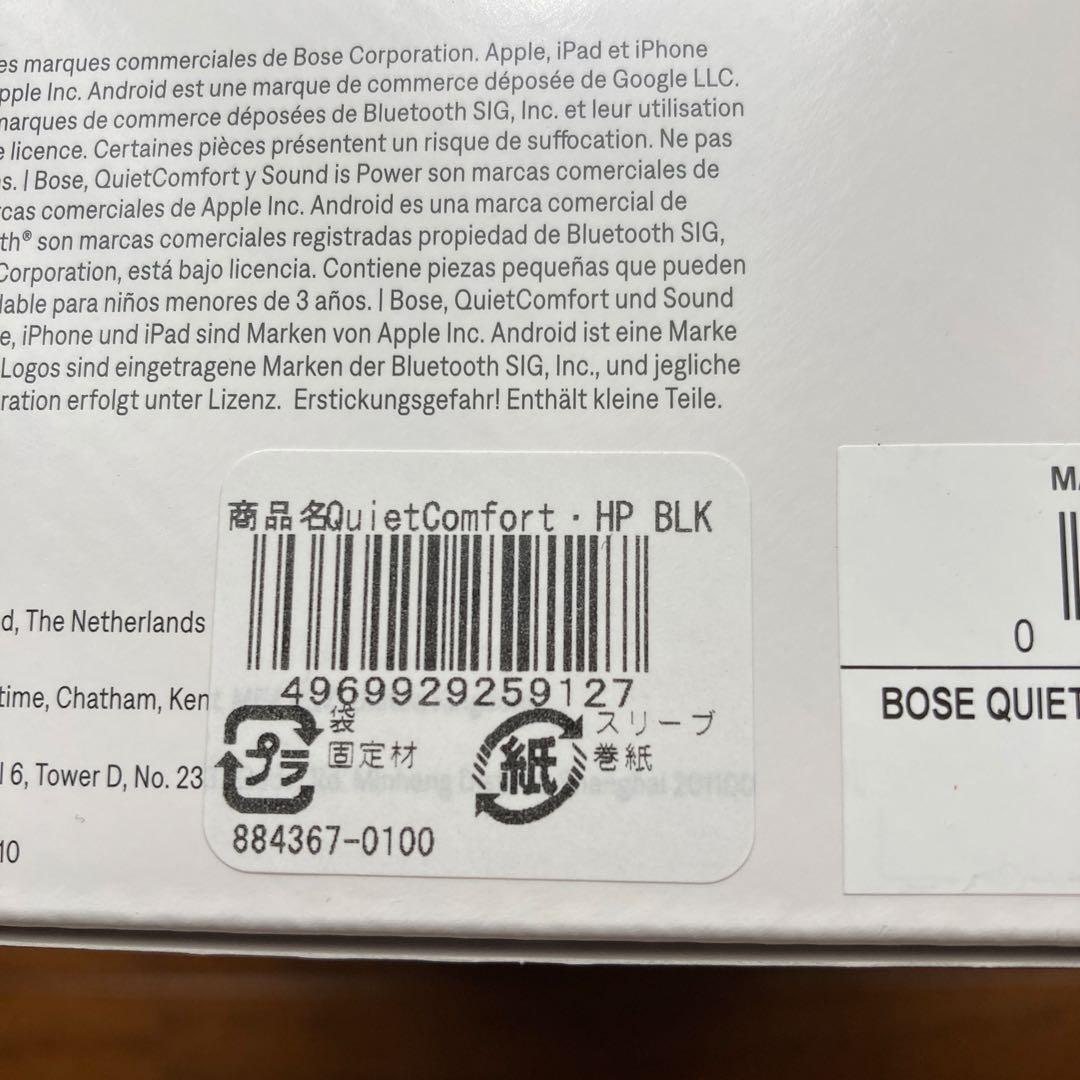 es marques commerciales de Bose Corporation. Apple, iPad et iPhone
pple Inc. Android est une marque de commerce déposée de Google LLC.
marques de commerce déposées de Bluetooth SIG, Inc. et leur utilisation
e licence. Certaines pièces présentent un risque de suffocation. Ne pas
s. | Bose, QuietComfort y Sound is Power son marcas comerciales de
rcas comerciales de Apple Inc. Android es una marca comercial de
th® son marcas comerciales registradas propiedad de Bluetooth SIG,
Corporation, está bajo licencia. Contiene piezas pequeñas que pueden
dable para niños menores de 3 años. | Bose, QuietComfort und Sound
e, iPhone und iPad sind Marken von Apple Inc. Android ist eine Marke
Logos sind eingetragene Marken der Bluetooth SIG, Inc., und jegliche
ration erfolgt unter Lizenz. Erstickungsgefahr! Enthält kleine Teile.
商品名QuietComfort・HP BLK
4969929259127
プラ
袋
固定材
紙
スリーブ
巻紙
884367-0100
d, The Netherlands
time, Chatham, Ken
l 6, Tower D, No. 23
Minhang
hanghai 201100
10
MA
0
BOSE QUIET